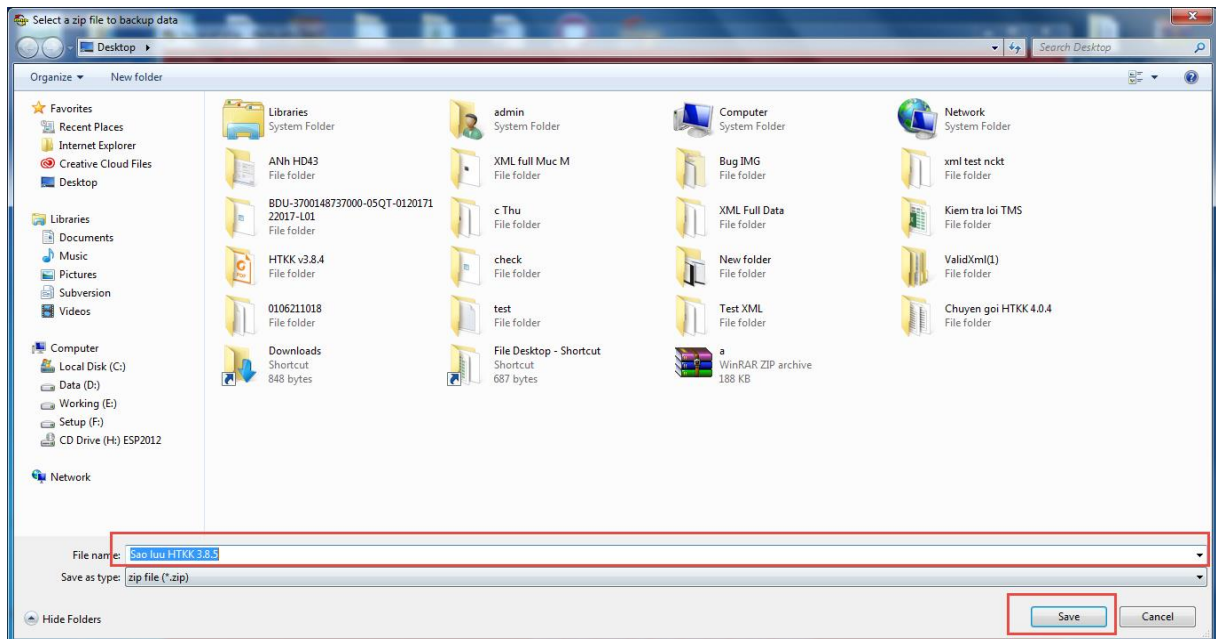 Select a zip file to backup data
Desktop
Search Desktop
Organize
New folder
Favorites
Recent Places
Internet Explorer
Creative Cloud Files
Desktop
Libraries
Documents
Music
Pictures
Subversion
Videos
Computer
Local Disk (C:)
Data (D:)
Working (E:)
Setup (F:)
CD Drive (H:) ESP2012
Network
Libraries
System Folder
admin
System Folder
Computer
System Folder
Network
System Folder
ANh HD43
File folder
XML full Muc M
File folder
Bug IMG
File folder
xml test nckt
File folder
BDU-3700148737000-05QT-0120171
22017-L01
File folder
c Thu
File folder
XML Full Data
File folder
Kiem tra loi TMS
File folder
HTKK v3.8.4
File folder
check
File folder
New folder
File folder
ValidXml(1)
File folder
0106211018
File folder
test
File folder
Test XML
File folder
Chuyen goi HTKK 4.0.4
File folder
Downloads
Shortcut
848 bytes
File Desktop - Shortcut
Shortcut
687 bytes
a
WinRAR ZIP archive
188 KB
File name: Sao luu HTKK 3.8.5
Save as type: zip file (*.zip)
Hide Folders
Save
Cancel